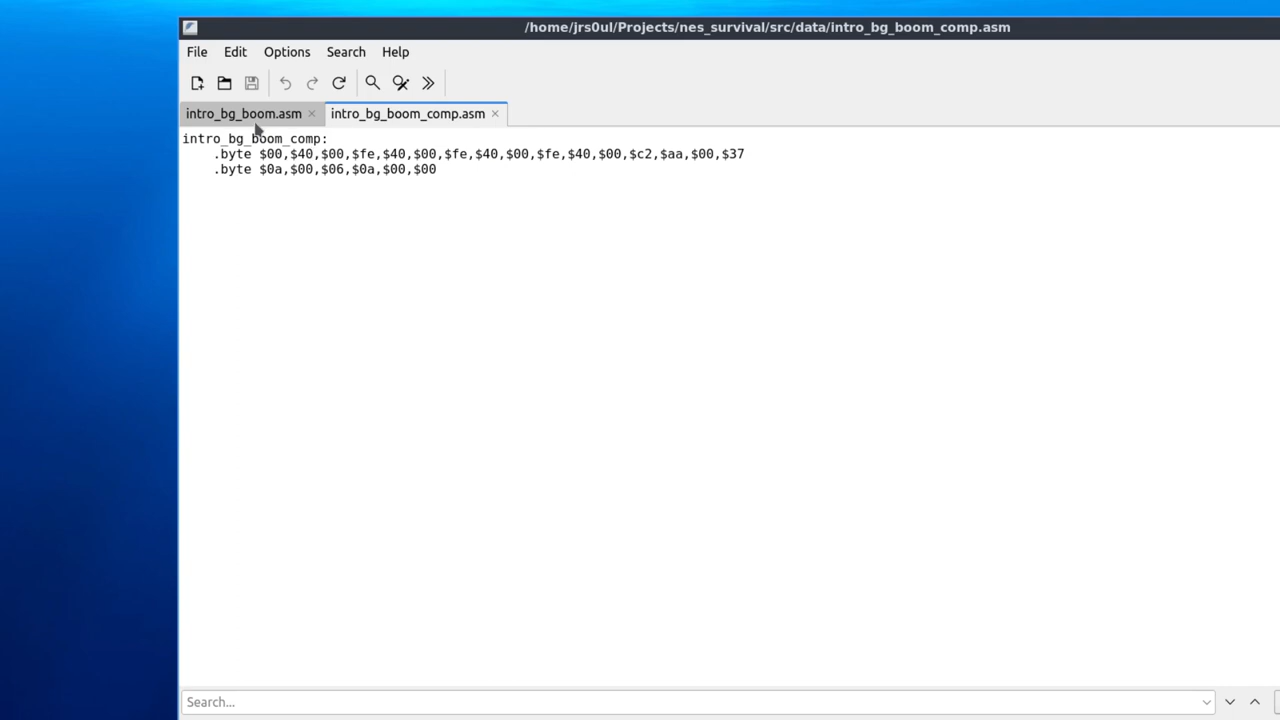 /home/jrs0ul/Projects/nes_survival/src/data/intro_bg_boom_comp.asm
File Edit Options Search Help
intro_bg_boom.asm intro_bg_boom_comp.asm
intro_bg_boom_comp:
.byte $00,$40,$00,$fe,$40,$00,$fe,$40,$00,$fe,$40,$00,$c2,$aa,$00,$37
.byte $0a,$00,$06,$0a,$00,$00
Search...